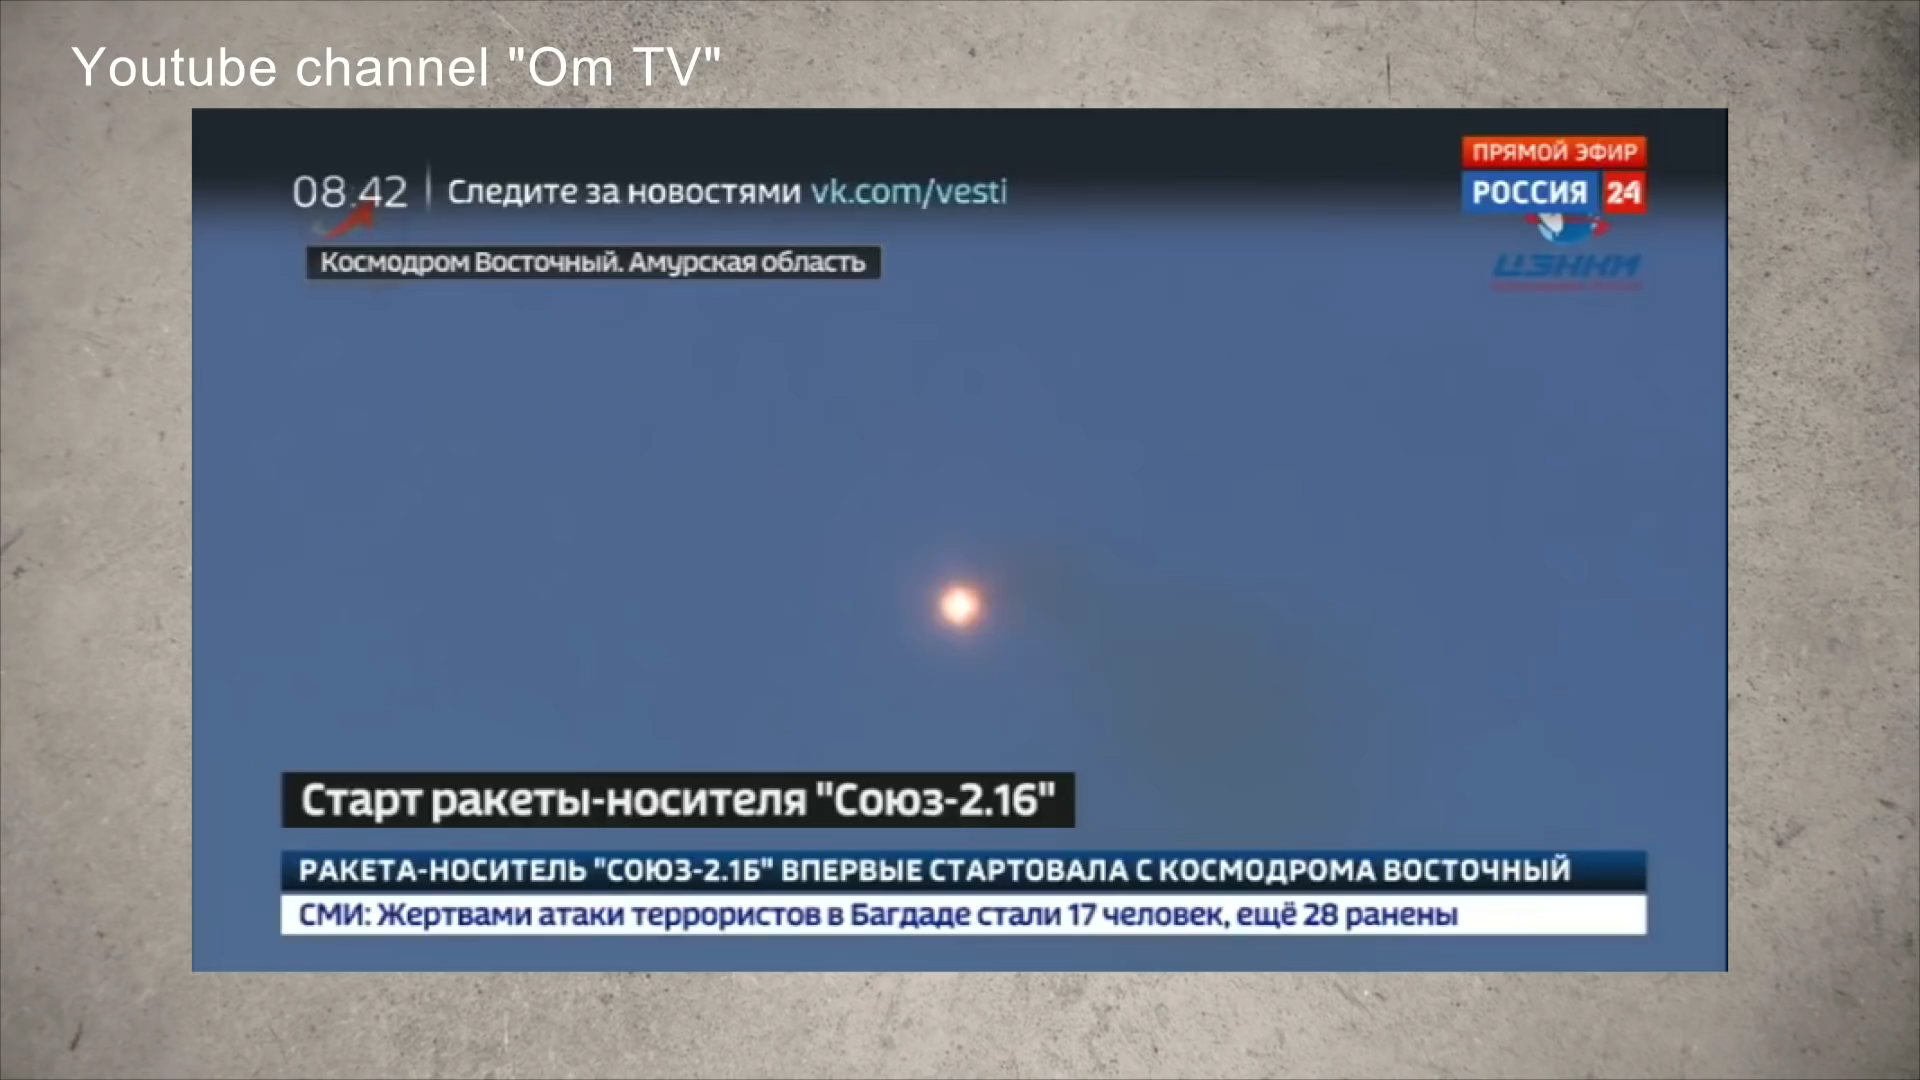 Youtube channel "Om TV"
ПРЯМОЙ ЭФИР
08:42 Следите за новостями vk.com/vesti
РОССИЯ 24
Космодром Восточный. Амурская область
ЦЭНКИ
Старт ракеты-носителя "Союз-2.1б"
РАКЕТА-НОСИТЕЛЬ "СОЮЗ-2.1Б" ВПЕРВЫЕ СТАРТОВАЛА С КОСМОДРОМА ВОСТОЧНЫЙ
СМИ: Жертвами атаки террористов в Багдаде стали 17 человек, ещё 28 ранены